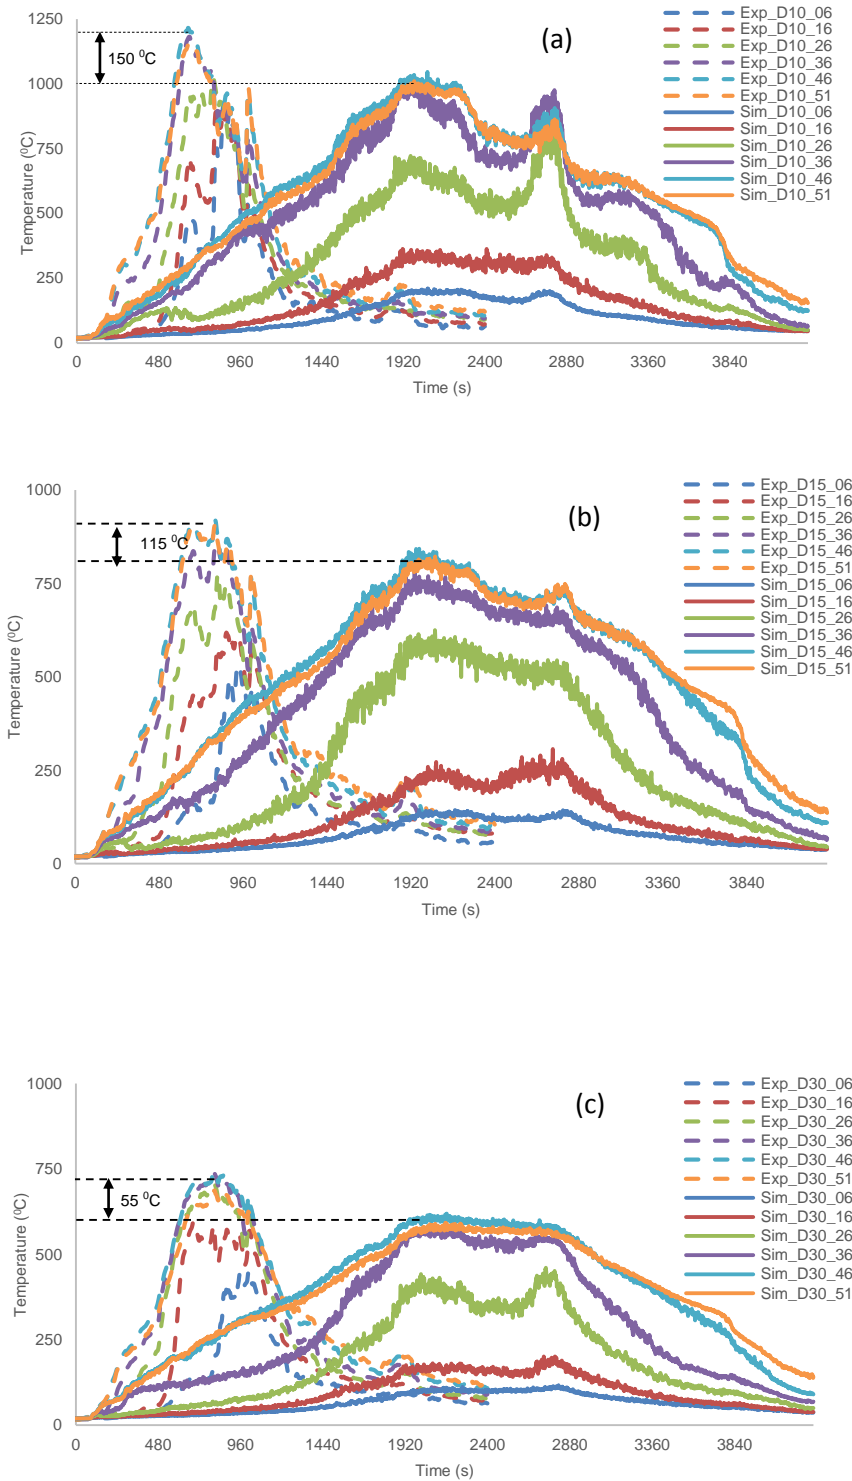 (a)
1250
1000
750
500
250
0
150 ⁰C
Temperature (⁰C)
0 480 960 1440 1920 2400 2880 3360 3840
Time (s)
Exp_D10_06
Exp_D10_16
Exp_D10_26
Exp_D10_36
Exp_D10_46
Exp_D10_51
Sim_D10_06
Sim_D10_16
Sim_D10_26
Sim_D10_36
Sim_D10_46
Sim_D10_51
(b)
1000
750
500
250
0
115 ⁰C
Temperature (⁰C)
0 480 960 1440 1920 2400 2880 3360 3840
Time (s)
Exp_D15_06
Exp_D15_16
Exp_D15_26
Exp_D15_36
Exp_D15_46
Exp_D15_51
Sim_D15_06
Sim_D15_16
Sim_D15_26
Sim_D15_36
Sim_D15_46
Sim_D15_51
(c)
1000
750
500
250
0
55 ⁰C
Temperature (⁰C)
0 480 960 1440 1920 2400 2880 3360 3840
Time (s)
Exp_D30_06
Exp_D30_16
Exp_D30_26
Exp_D30_36
Exp_D30_46
Exp_D30_51
Sim_D30_06
Sim_D30_16
Sim_D30_26
Sim_D30_36
Sim_D30_46
Sim_D30_51